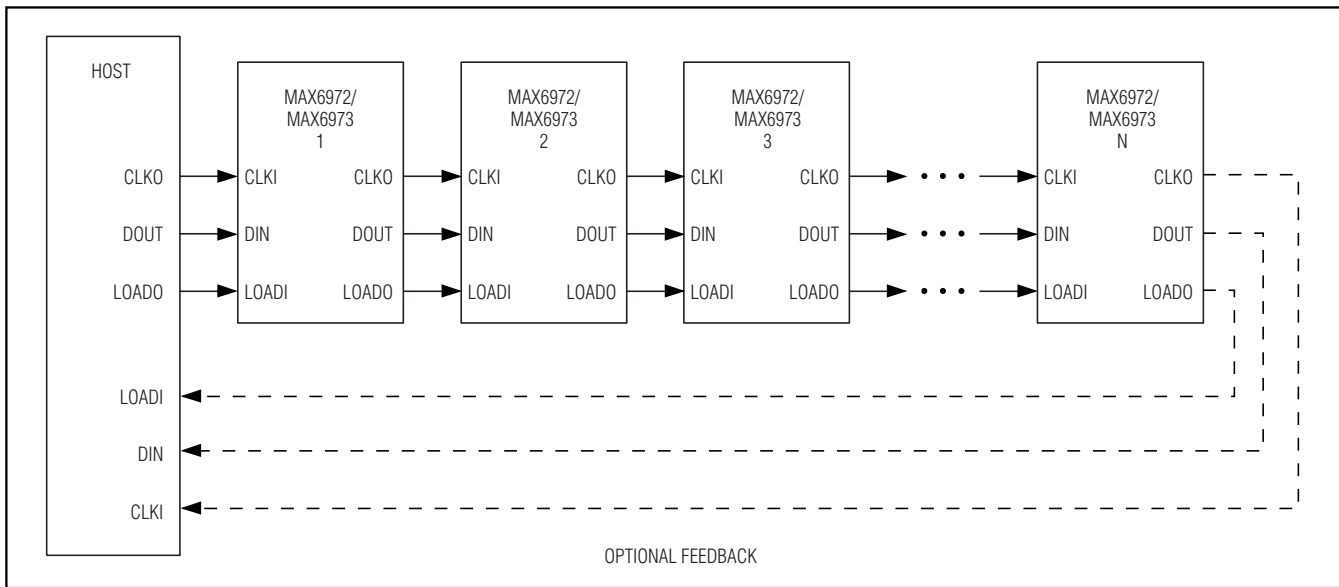 HOST
MAX6972/
MAX6973
1
MAX6972/
MAX6973
2
MAX6972/
MAX6973
3
MAX6972/
MAX6973
N
CLKO CLKI CLKO CLKI CLKO CLKI CLKO • • • CLKI CLKO
DOUT DIN DOUT DIN DOUT DIN DOUT • • • DIN DOUT
LOADO LOADI LOADO LOADI LOADO LOADI LOADO • • • LOADI LOADO
LOADI
DIN
CLKI
OPTIONAL FEEDBACK